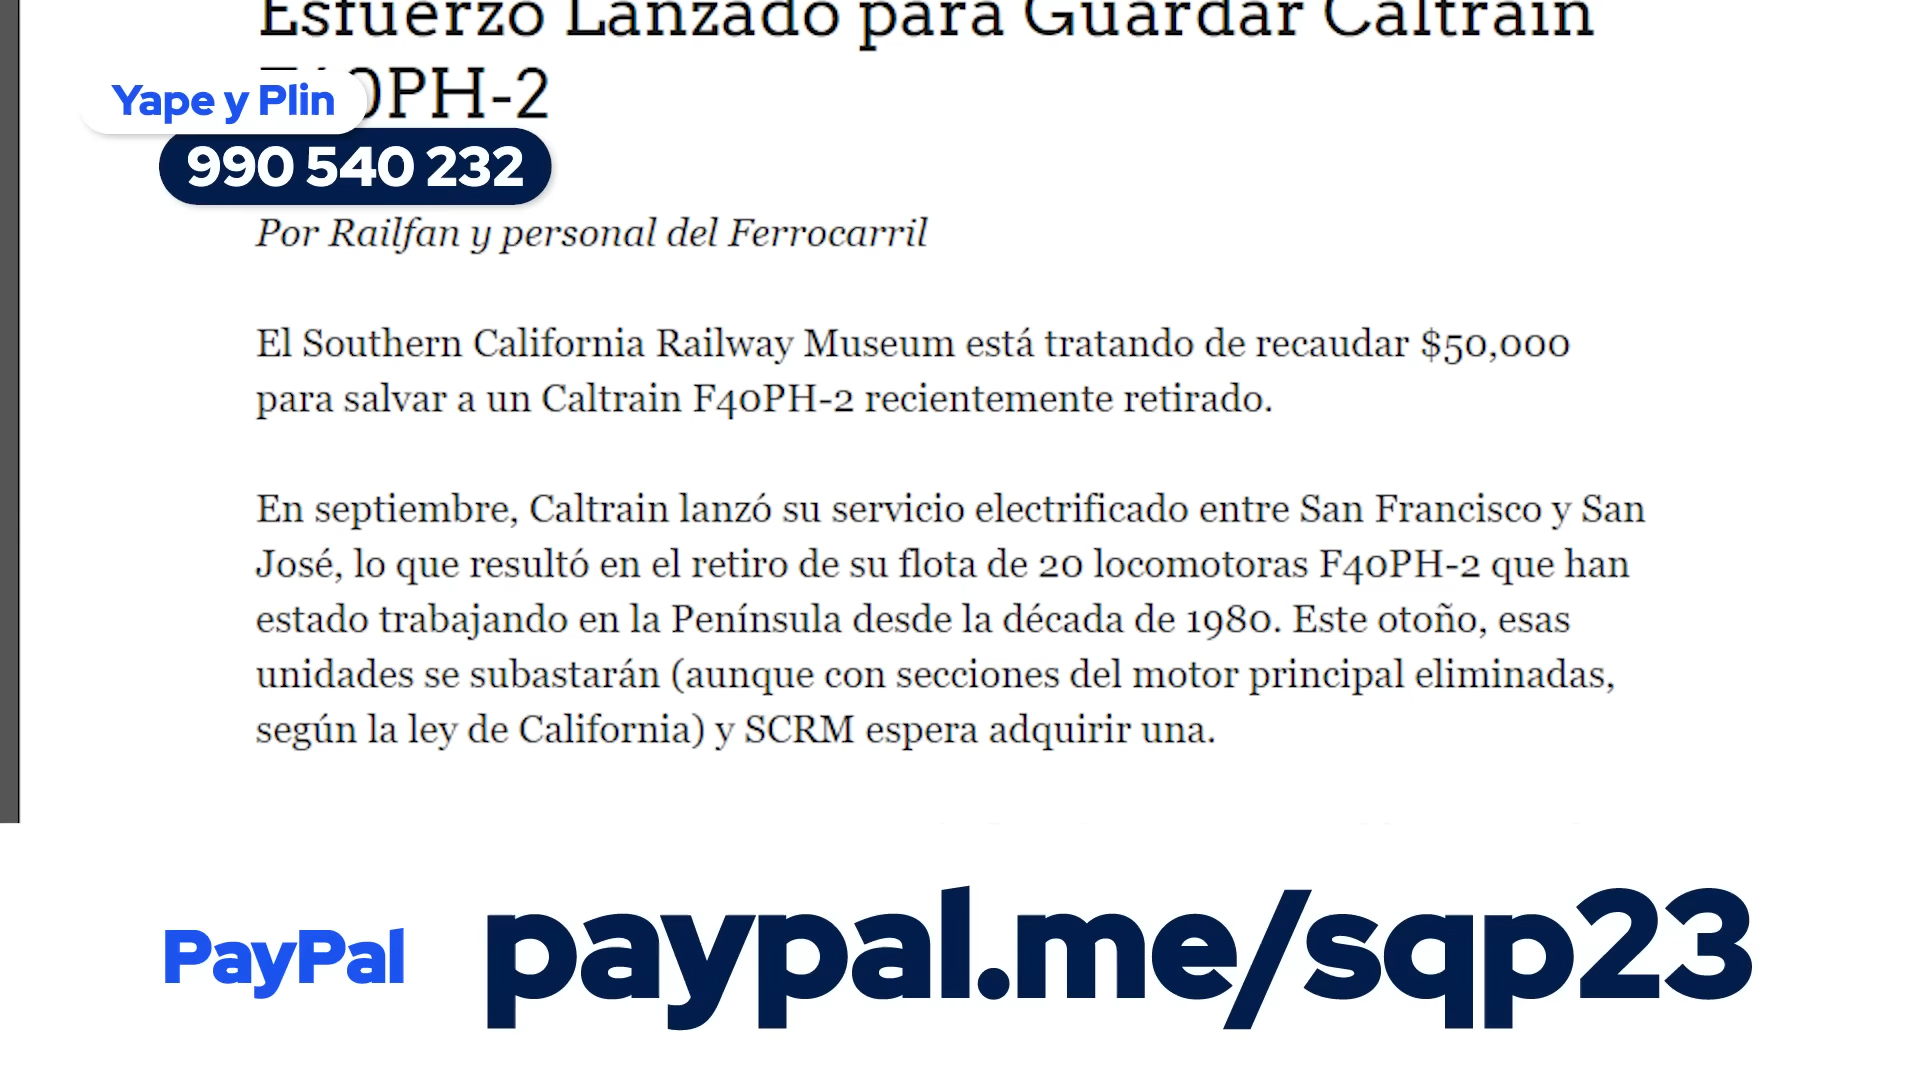 Esfuerzo Lanzado para Guardar Caltrain
0PH-2
Yape y Plin
990 540 232
Por Railfan y personal del Ferrocarril
El Southern California Railway Museum está tratando de recaudar $50,000
para salvar a un Caltrain F40PH-2 recientemente retirado.
En septiembre, Caltrain lanzó su servicio electrificado entre San Francisco y San
José, lo que resultó en el retiro de su flota de 20 locomotoras F40PH-2 que han
estado trabajando en la Península desde la década de 1980. Este otoño, esas
unidades se subastarán (aunque con secciones del motor principal eliminadas,
según la ley de California) y SCRM espera adquirir una.
PayPal paypal.me/sqp23